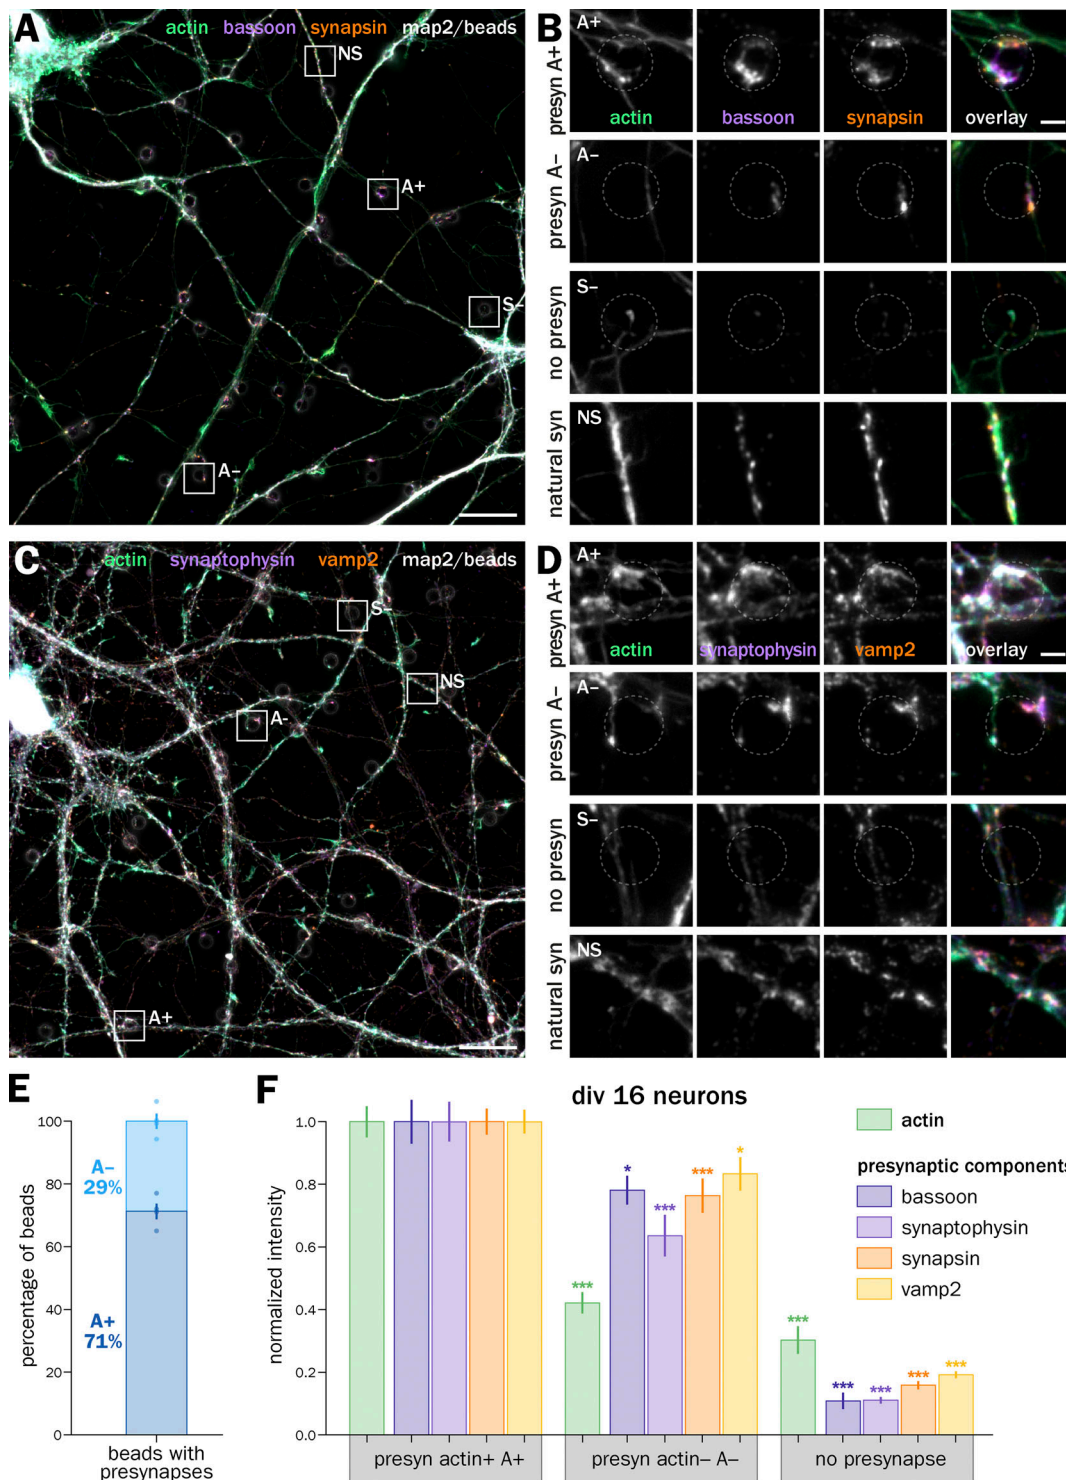 A
actin bassoon synapsin map2/beads
NS
A+
S–
A–
B
presyn A+
A+
actin
bassoon
synapsin
overlay
presyn A–
A–
no presyn
S–
natural syn
NS
C
actin synaptophysin vamp2 map2/beads
S–
NS
A-
A+
D
presyn A+
A+
actin
synaptophysin
vamp2
overlay
presyn A–
A–
no presyn
S–
natural syn
NS
E
percentage of beads
100
80
60
40
20
0
A–
29%
A+
71%
beads with
presynapses
F
div 16 neurons
normalized intensity
1.0
0.8
0.6
0.4
0.2
0.0
***
*
***
***
*
***
***
***
***
***
presyn actin+ A+
presyn actin– A–
no presynapse
actin
presynaptic components
bassoon
synaptophysin
synapsin
vamp2